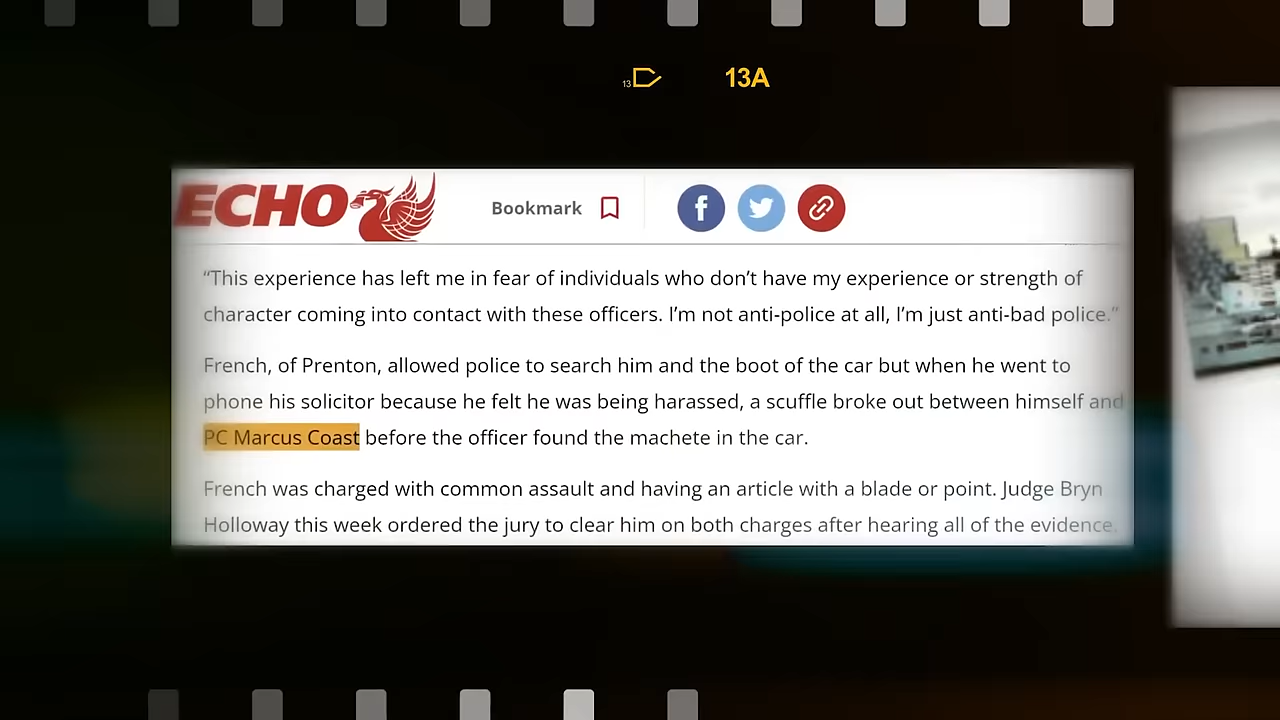 13 13A
ECHO Bookmark
“This experience has left me in fear of individuals who don’t have my experience or strength of
character coming into contact with these officers. I’m not anti-police at all, I’m just anti-bad police.”
French, of Prenton, allowed police to search him and the boot of the car but when he went to
phone his solicitor because he felt he was being harassed, a scuffle broke out between himself and
PC Marcus Coast before the officer found the machete in the car.
French was charged with common assault and having an article with a blade or point. Judge Bryn
Holloway this week ordered the jury to clear him on both charges after hearing all of the evidence.